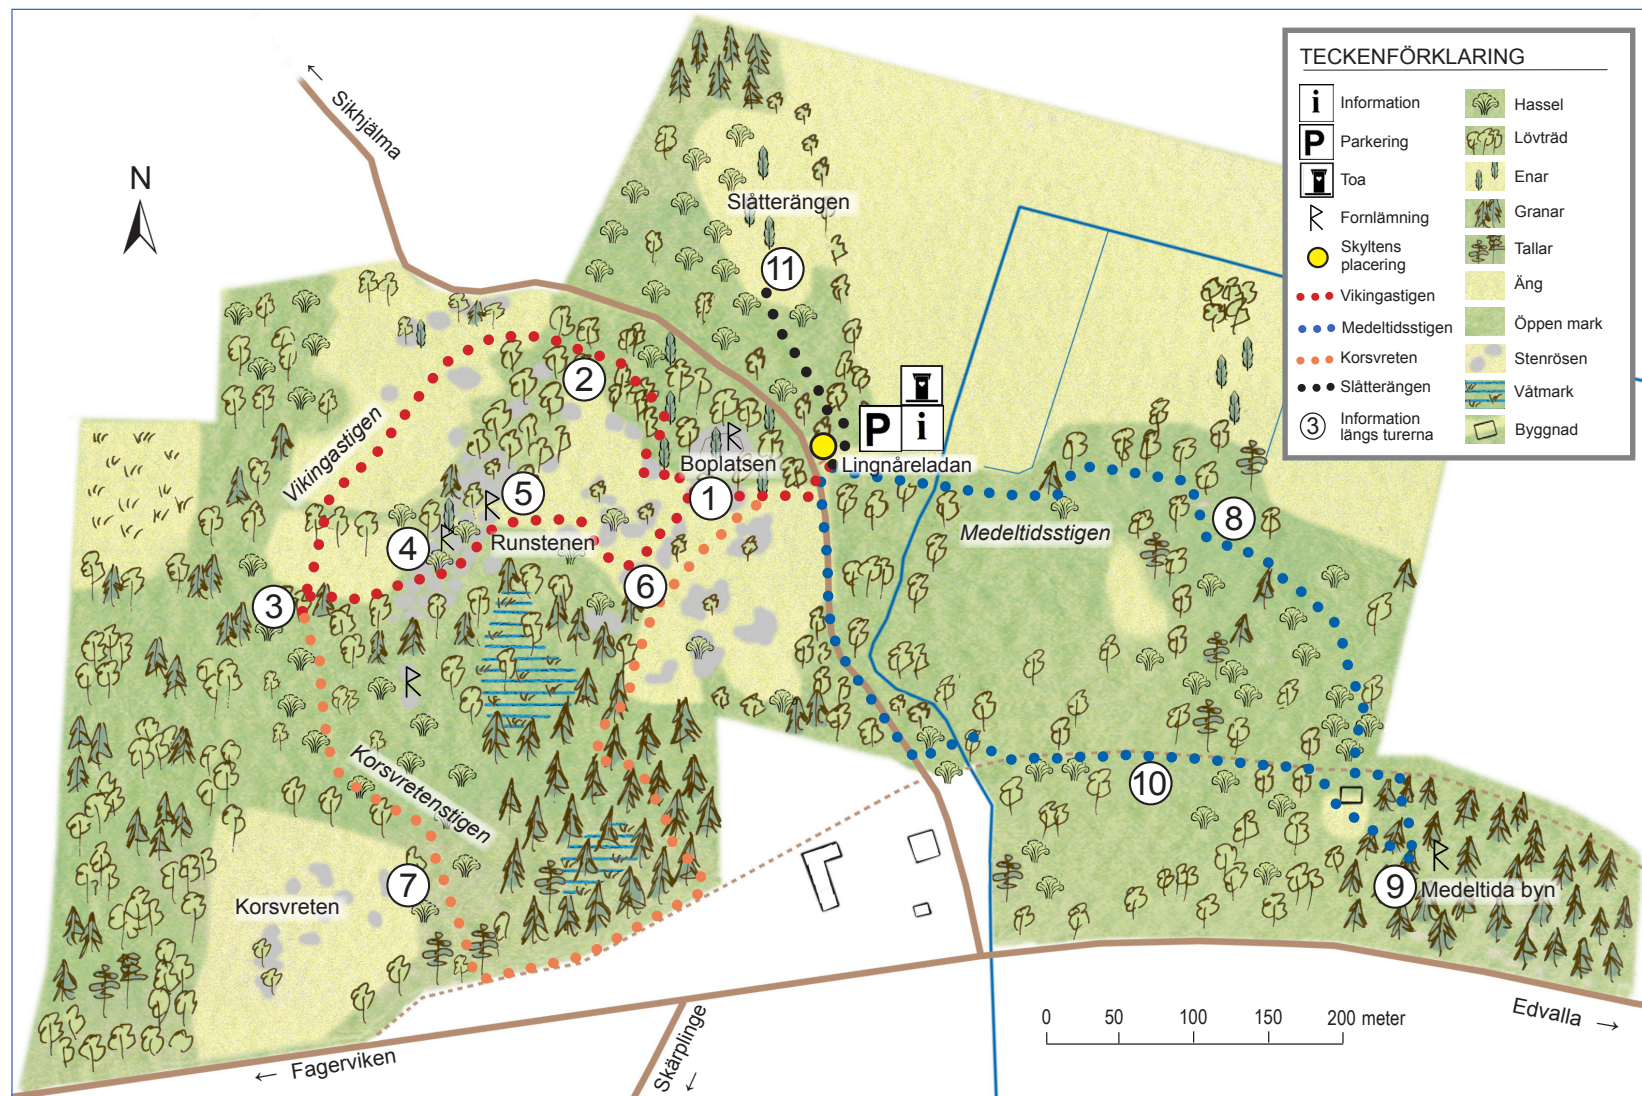 TECKENFÖRKLARING
i Information
P Parkering
Toa
Fornlämning
Skyltens
placering
Vikingastigen
Medeltidsstigen
Korsvreten
Slåtterängen
3 Information
längs turerna
Hassel
Lövträd
Enar
Granar
Tallar
Äng
Öppen mark
Stenrösen
Våtmark
Byggnad
↑ Sikhjälma
N
Slåtterängen
11
2
P i
Vikingastigen
Boplatsen
Lingnåreladan
5
1
8
4
Runstenen
Medeltidsstigen
6
3
Korsvretenstigen
10
7
Korsvreten
9 Medeltida byn
0 50 100 150 200 meter
Edvalla →
← Fagerviken
Skärplinge ←